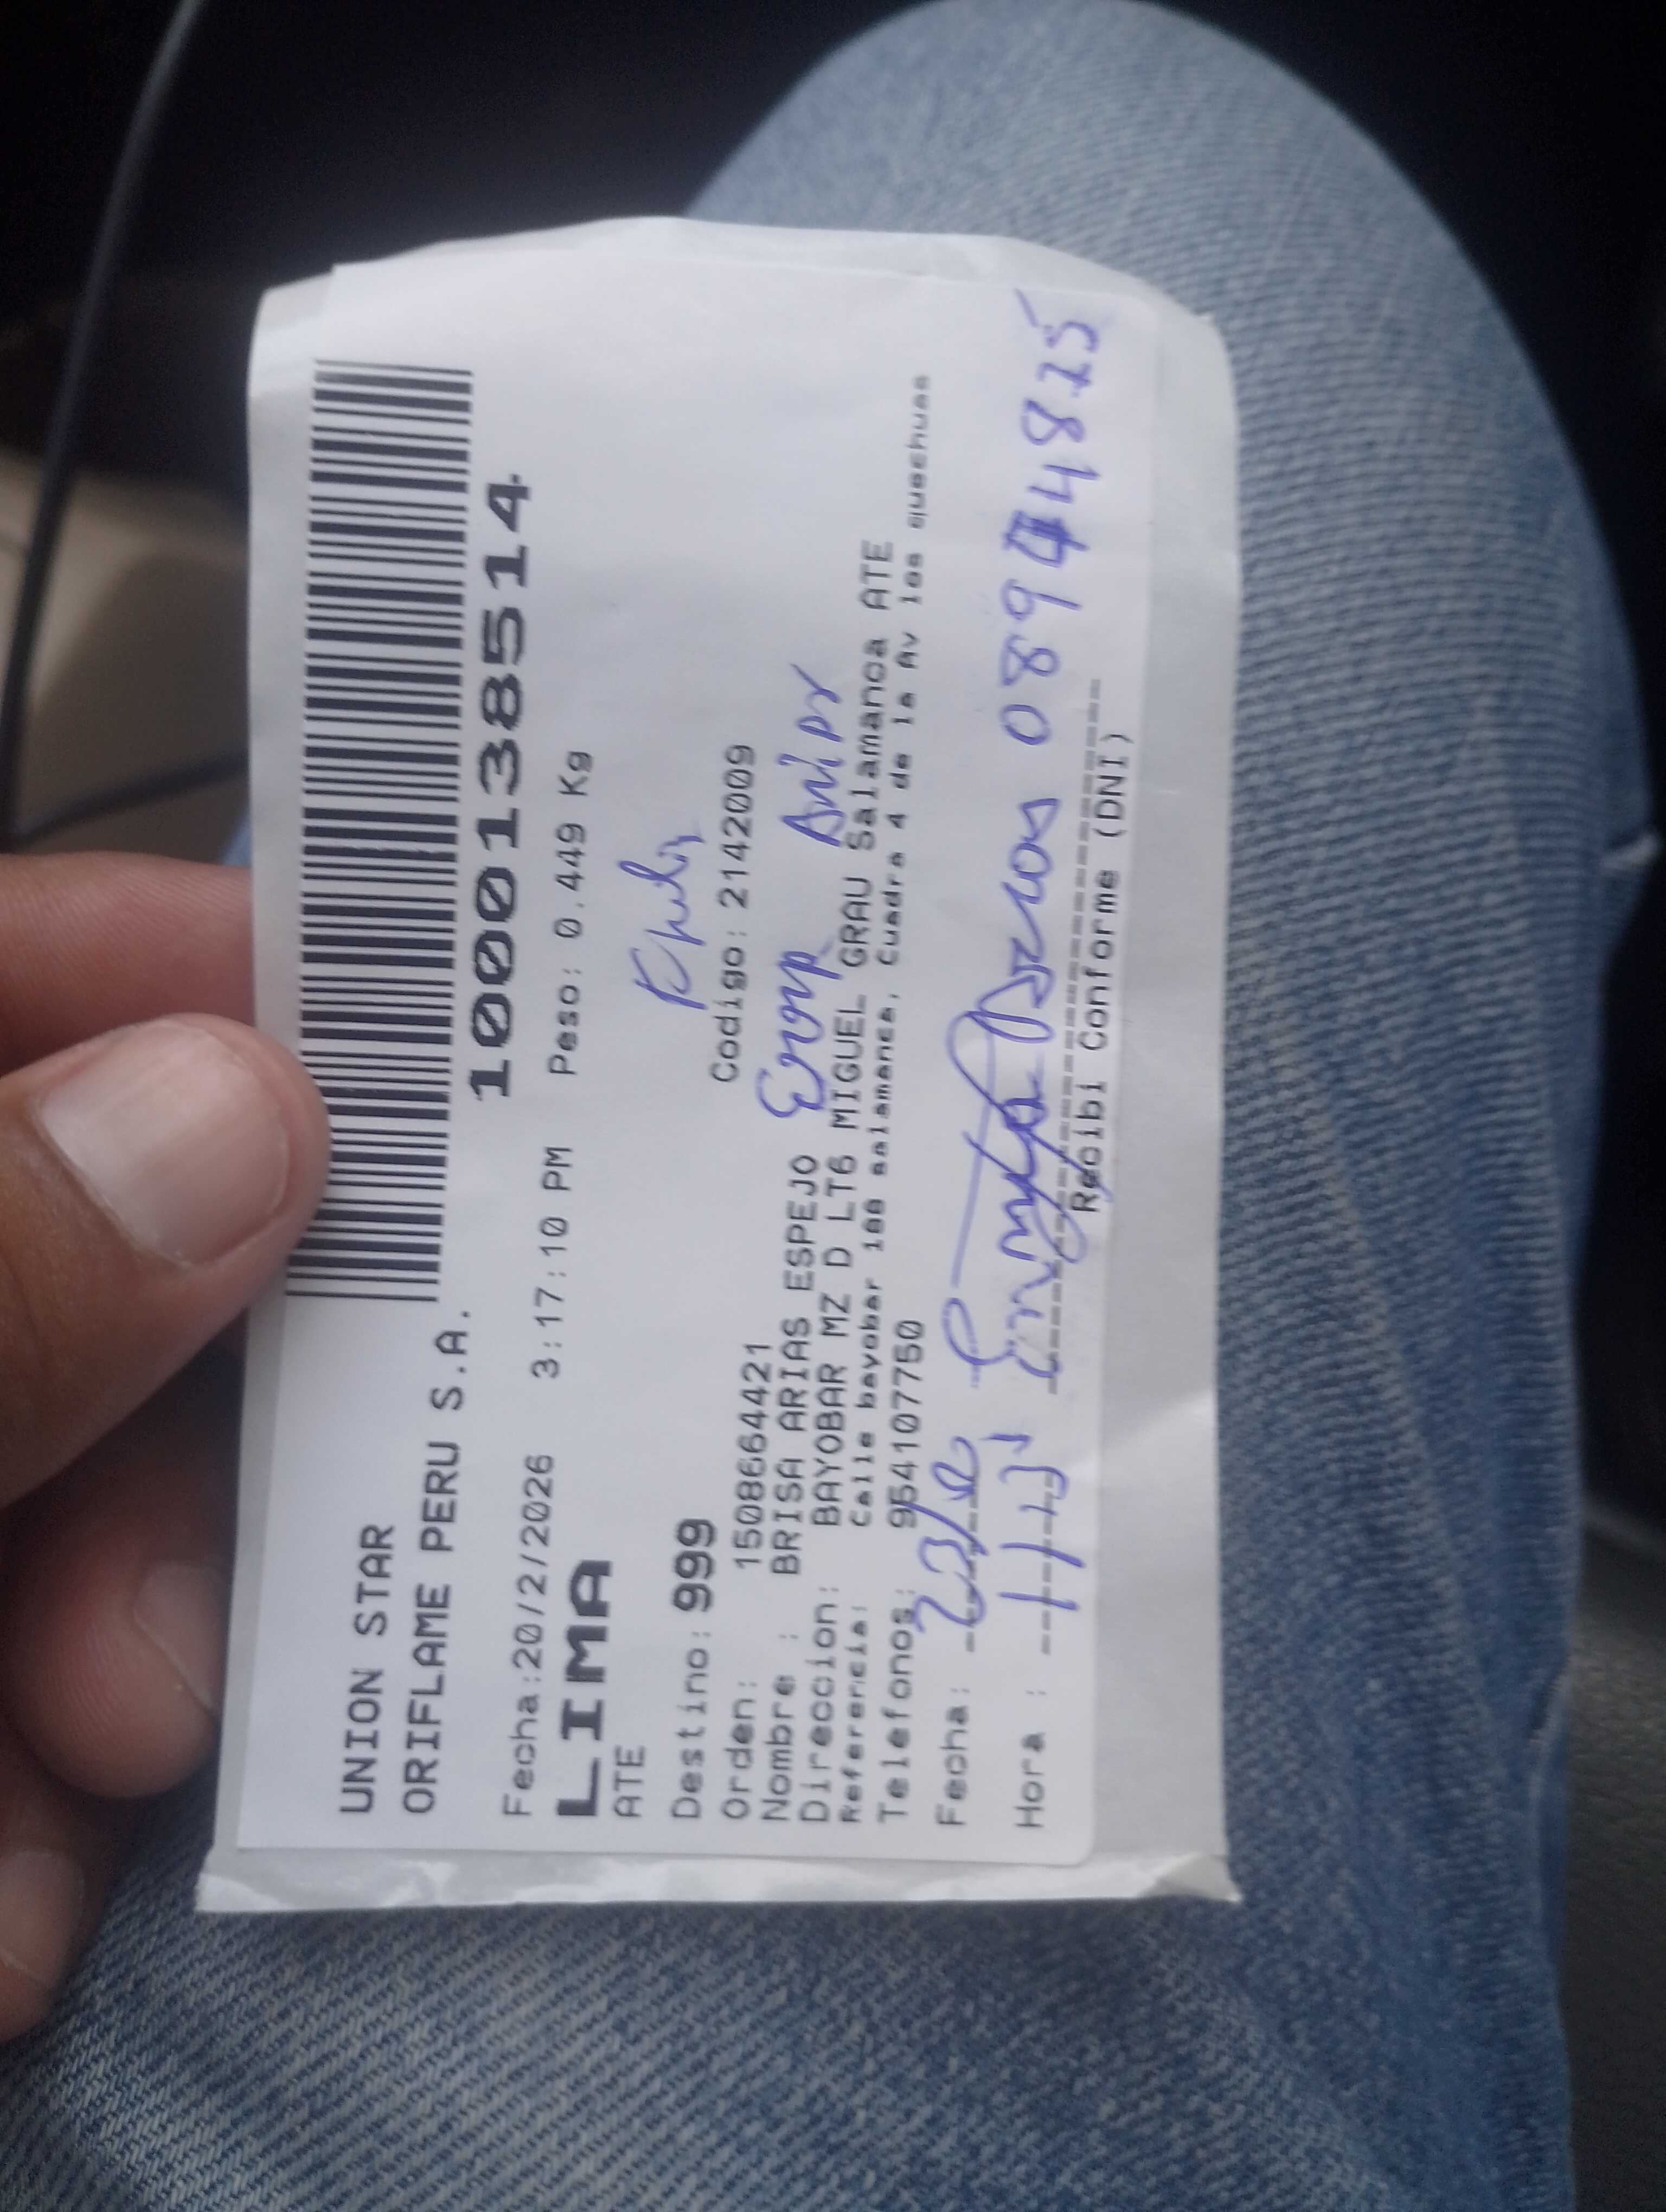 UNION STAR
ORIFLAME PERU S.A.
1000138514
Fecha:20/2/2026 3:17:10 PM Peso: 0.449 Kg
LIMA
ATE
Destino: 999
Orden: 1508664421 Codigo: 2142009
Nombre : BRISA ARIAS ESPEJO
Direccion: BAYOBAR MZ D LT6 MIGUEL GRAU Salamanca ATE
Referencia: Calle bayobar 188 salamanca, Cuadra 4 de la Av los quechuas
Telefonos: 954107750
Fecha:
Hora :
Recibi Conforme (DNI)